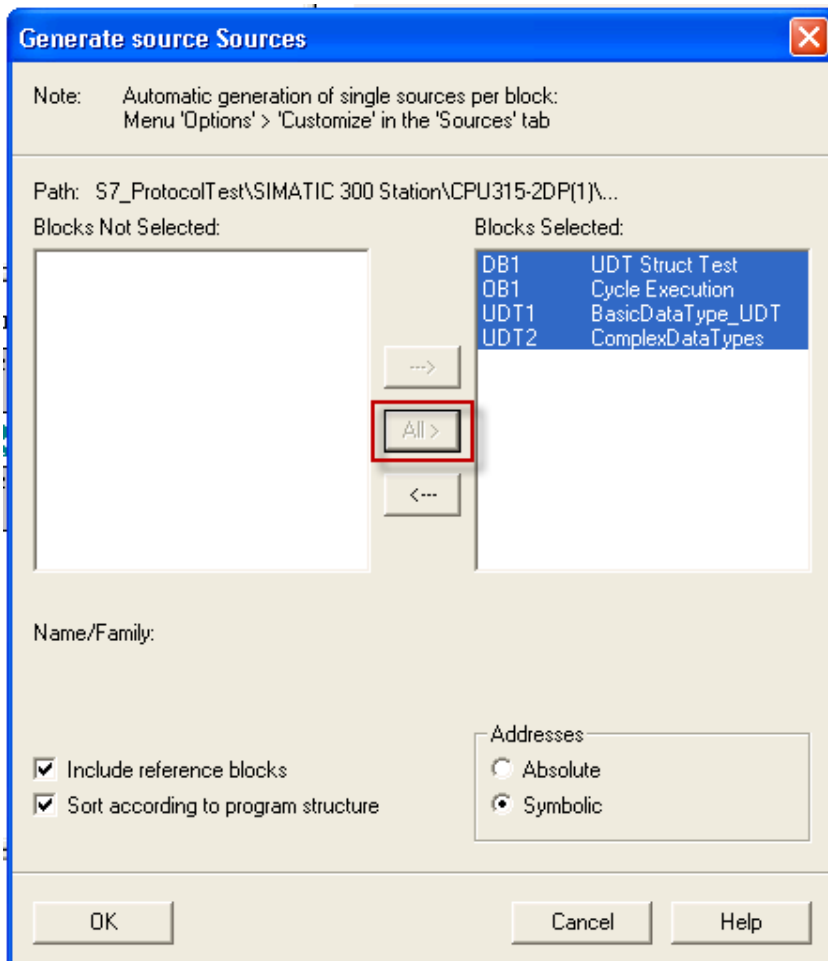 Generate source Sources
Note: Automatic generation of single sources per block:
Menu 'Options' > 'Customize' in the 'Sources' tab
Path: S7_ProtocolTest\SIMATIC 300 Station\CPU315-2DP(1)\...
Blocks Not Selected:
Blocks Selected:
DB1 UDT Struct Test
OB1 Cycle Execution
UDT1 BasicDataType_UDT
UDT2 ComplexDataTypes
--->
All >
<---
Name/Family:
Include reference blocks
Sort according to program structure
Addresses
Absolute
Symbolic
OK
Cancel
Help